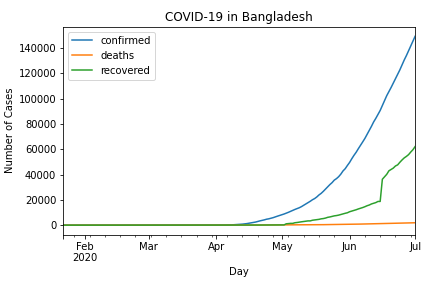 COVID-19 in Bangladesh
confirmed
deaths
recovered
140000
120000
100000
80000
60000
40000
20000
0
Number of Cases
Feb Mar Apr May Jun Jul
2020
Day